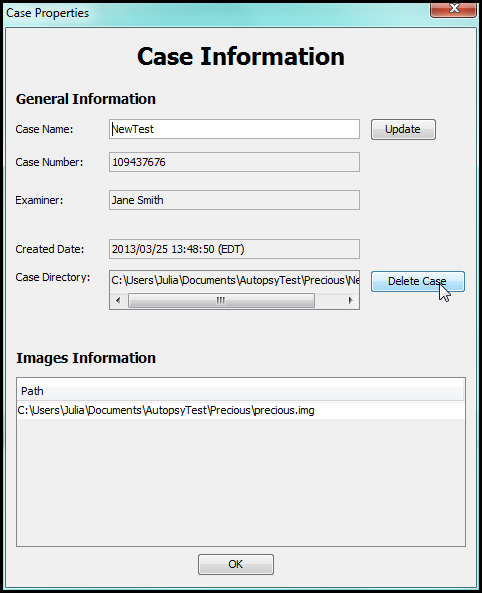 Case Properties
Case Information
General Information
Case Name: NewTest Update
Case Number: 109437676
Examiner: Jane Smith
Created Date: 2013/03/25 13:48:50 (EDT)
Case Directory: C:\Users\Julia\Documents\AutopsyTest\Precious\Ne Delete Case
Images Information
Path
C:\Users\Julia\Documents\AutopsyTest\Precious\precious.img
OK